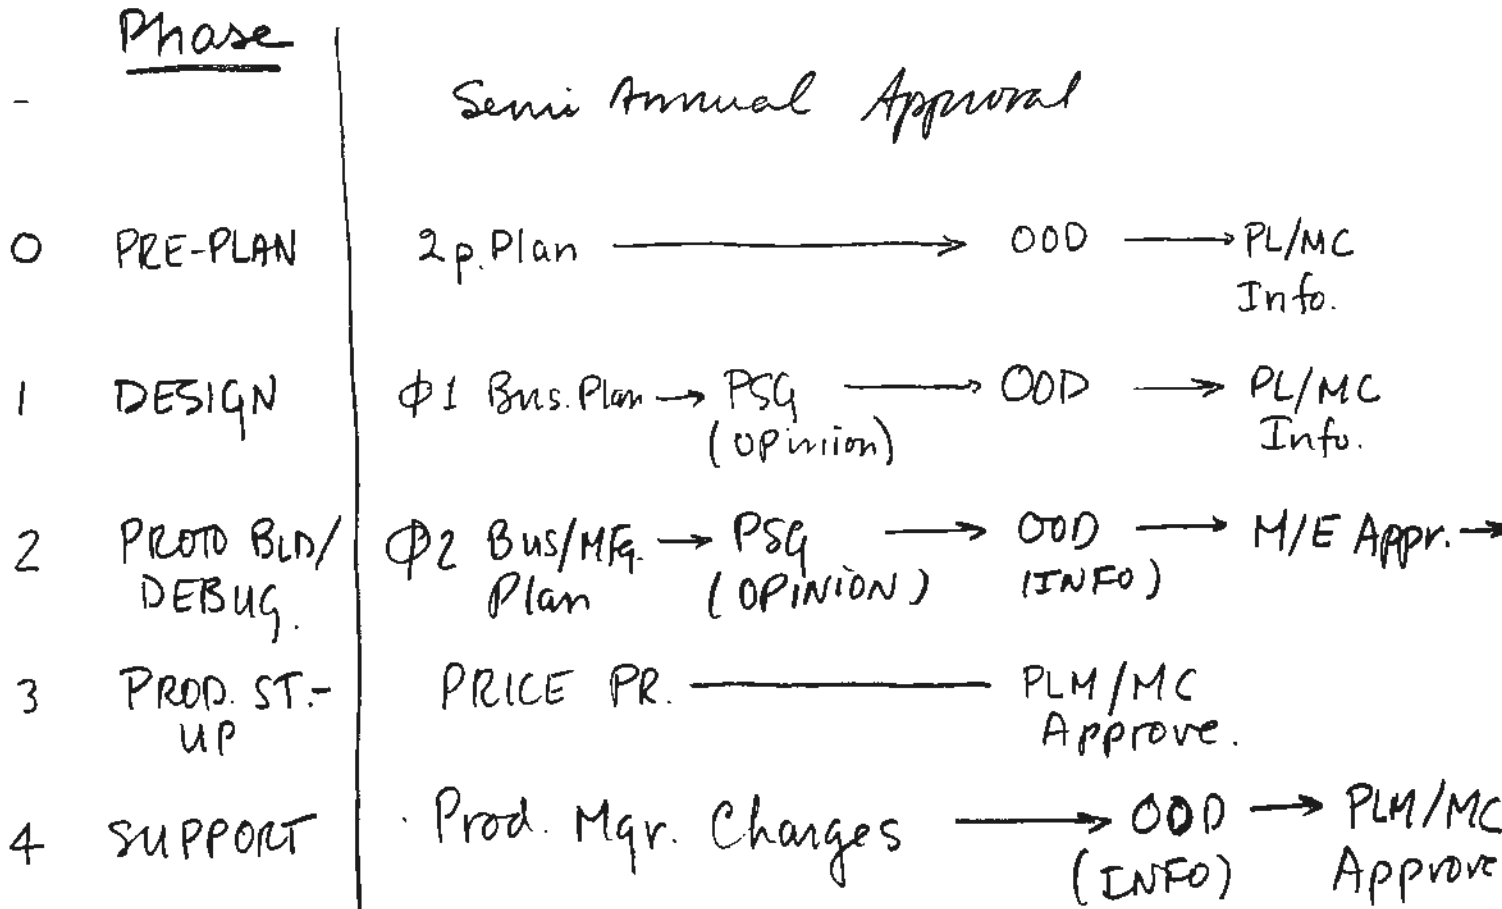 Phase
- Semi Annual Approval
0 PRE-PLAN 2p. Plan → OOD → PL/MC
Info.
1 DESIGN Φ1 Bus. Plan → PSG → OOD → PL/MC
(Opinion) Info.
2 PROTO BLD/ Φ2 Bus/Mfg. → PSG → OOD → M/E Appr. →
DEBUG. Plan (OPINION) (INFO)
3 PROD. ST.- PRICE PR. — PLM/MC
UP Approve.
4 SUPPORT Prod. Mgr. Changes → OOD → PLM/MC
(INFO) Approve